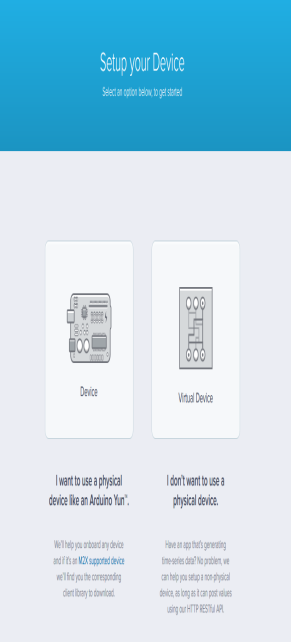 Setup your Device
Select an option below, to get started
Device
Virtual Device
I want to use a physical
device like an Arduino Yun".
I don't want to use a
physical device.
We'll help you onboard any device
and if it's an M2X supported device
we'll find you the corresponding
client library to download.
Have an app that's generating
time-series data? No problem, we
can help you setup a non-physical
device, as long as it can post values
using our HTTP RESTful API.